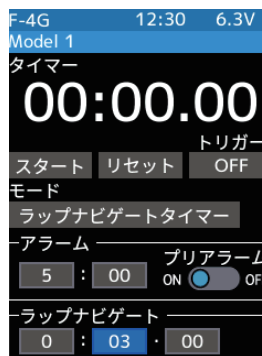 F-4G 12:30 6.3V
Model 1
タイマー
00:00.00
トリガー
スタート リセット OFF
モード
ラップナビゲートタイマー
アラーム
プリアラーム
5 : 00 ON OF
ラップナビゲート
0 : 03 · 00